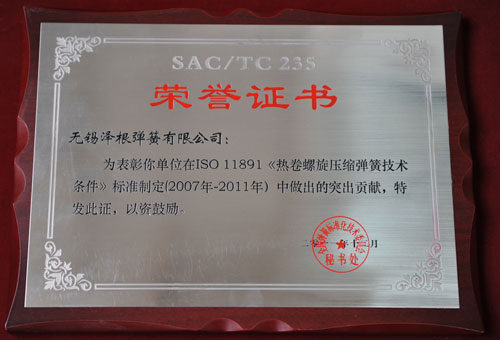 SAC/TC 235
荣誉证书
无锡泽根弹簧有限公司：
为表彰你单位在ISO 11891《热卷螺旋压缩弹簧技术
条件》标准制定(2007年-2011年）中做出的突出贡献，特
发此证，以资鼓励。
秘书处